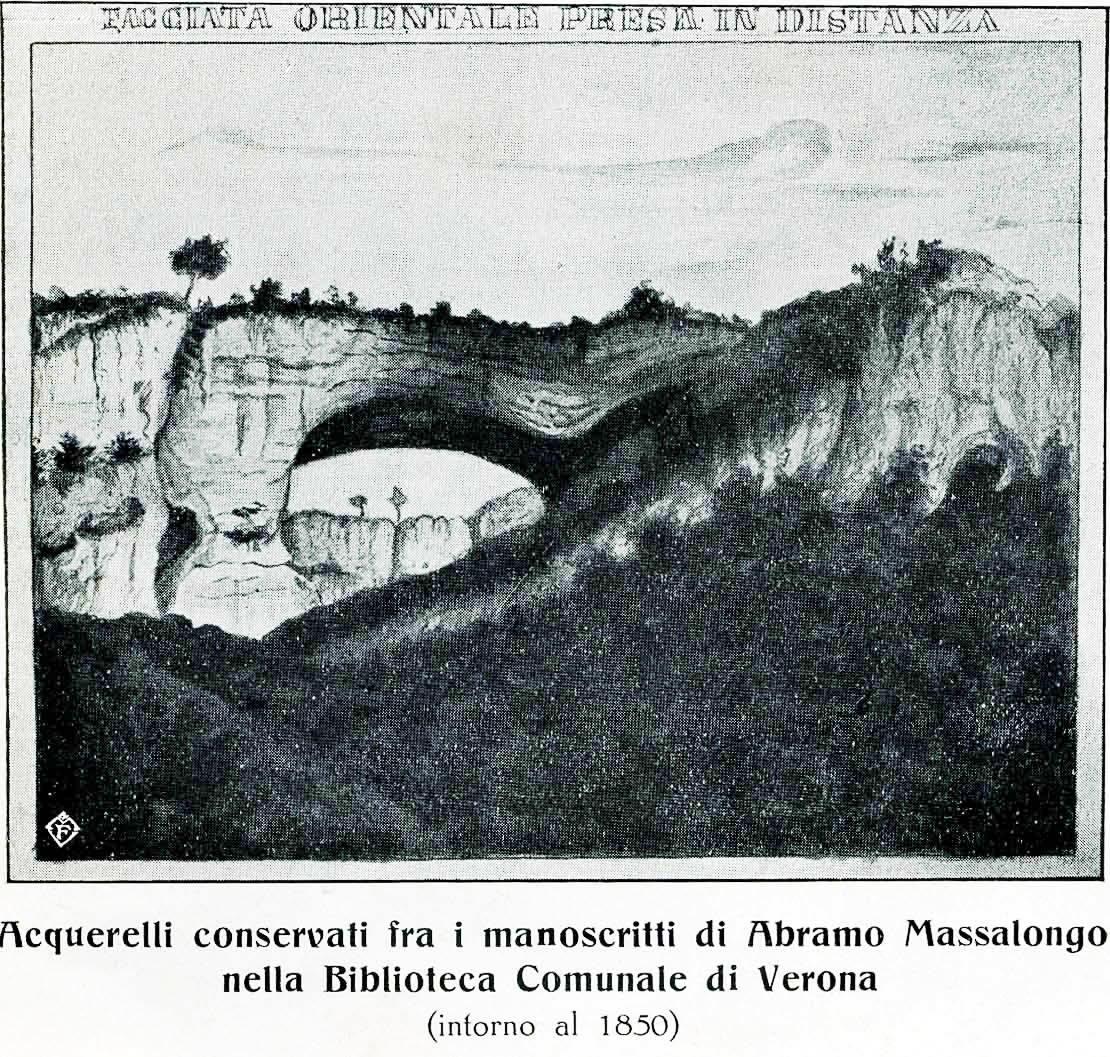 FACCIATA ORIENTALE PRESA IN DISTANZA
F
Acquerelli conservati fra i manoscritti di Abramo Massalongo
nella Biblioteca Comunale di Verona
(intorno al 1850)